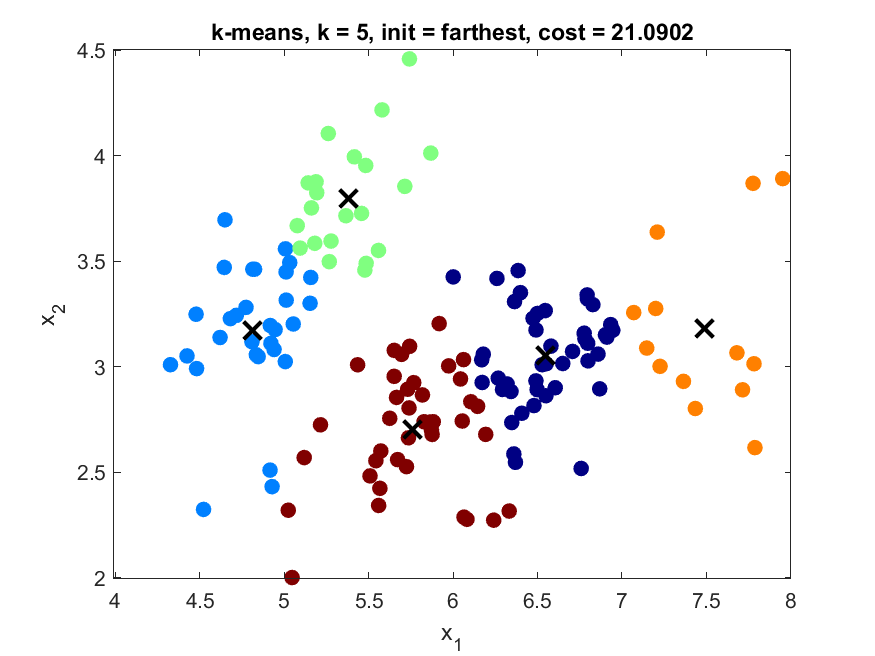 k-means, k = 5, init = farthest, cost = 21.0902
4.5
4
3.5
3
2.5
2
x₂
4 4.5 5 5.5 6 6.5 7 7.5 8
x₁